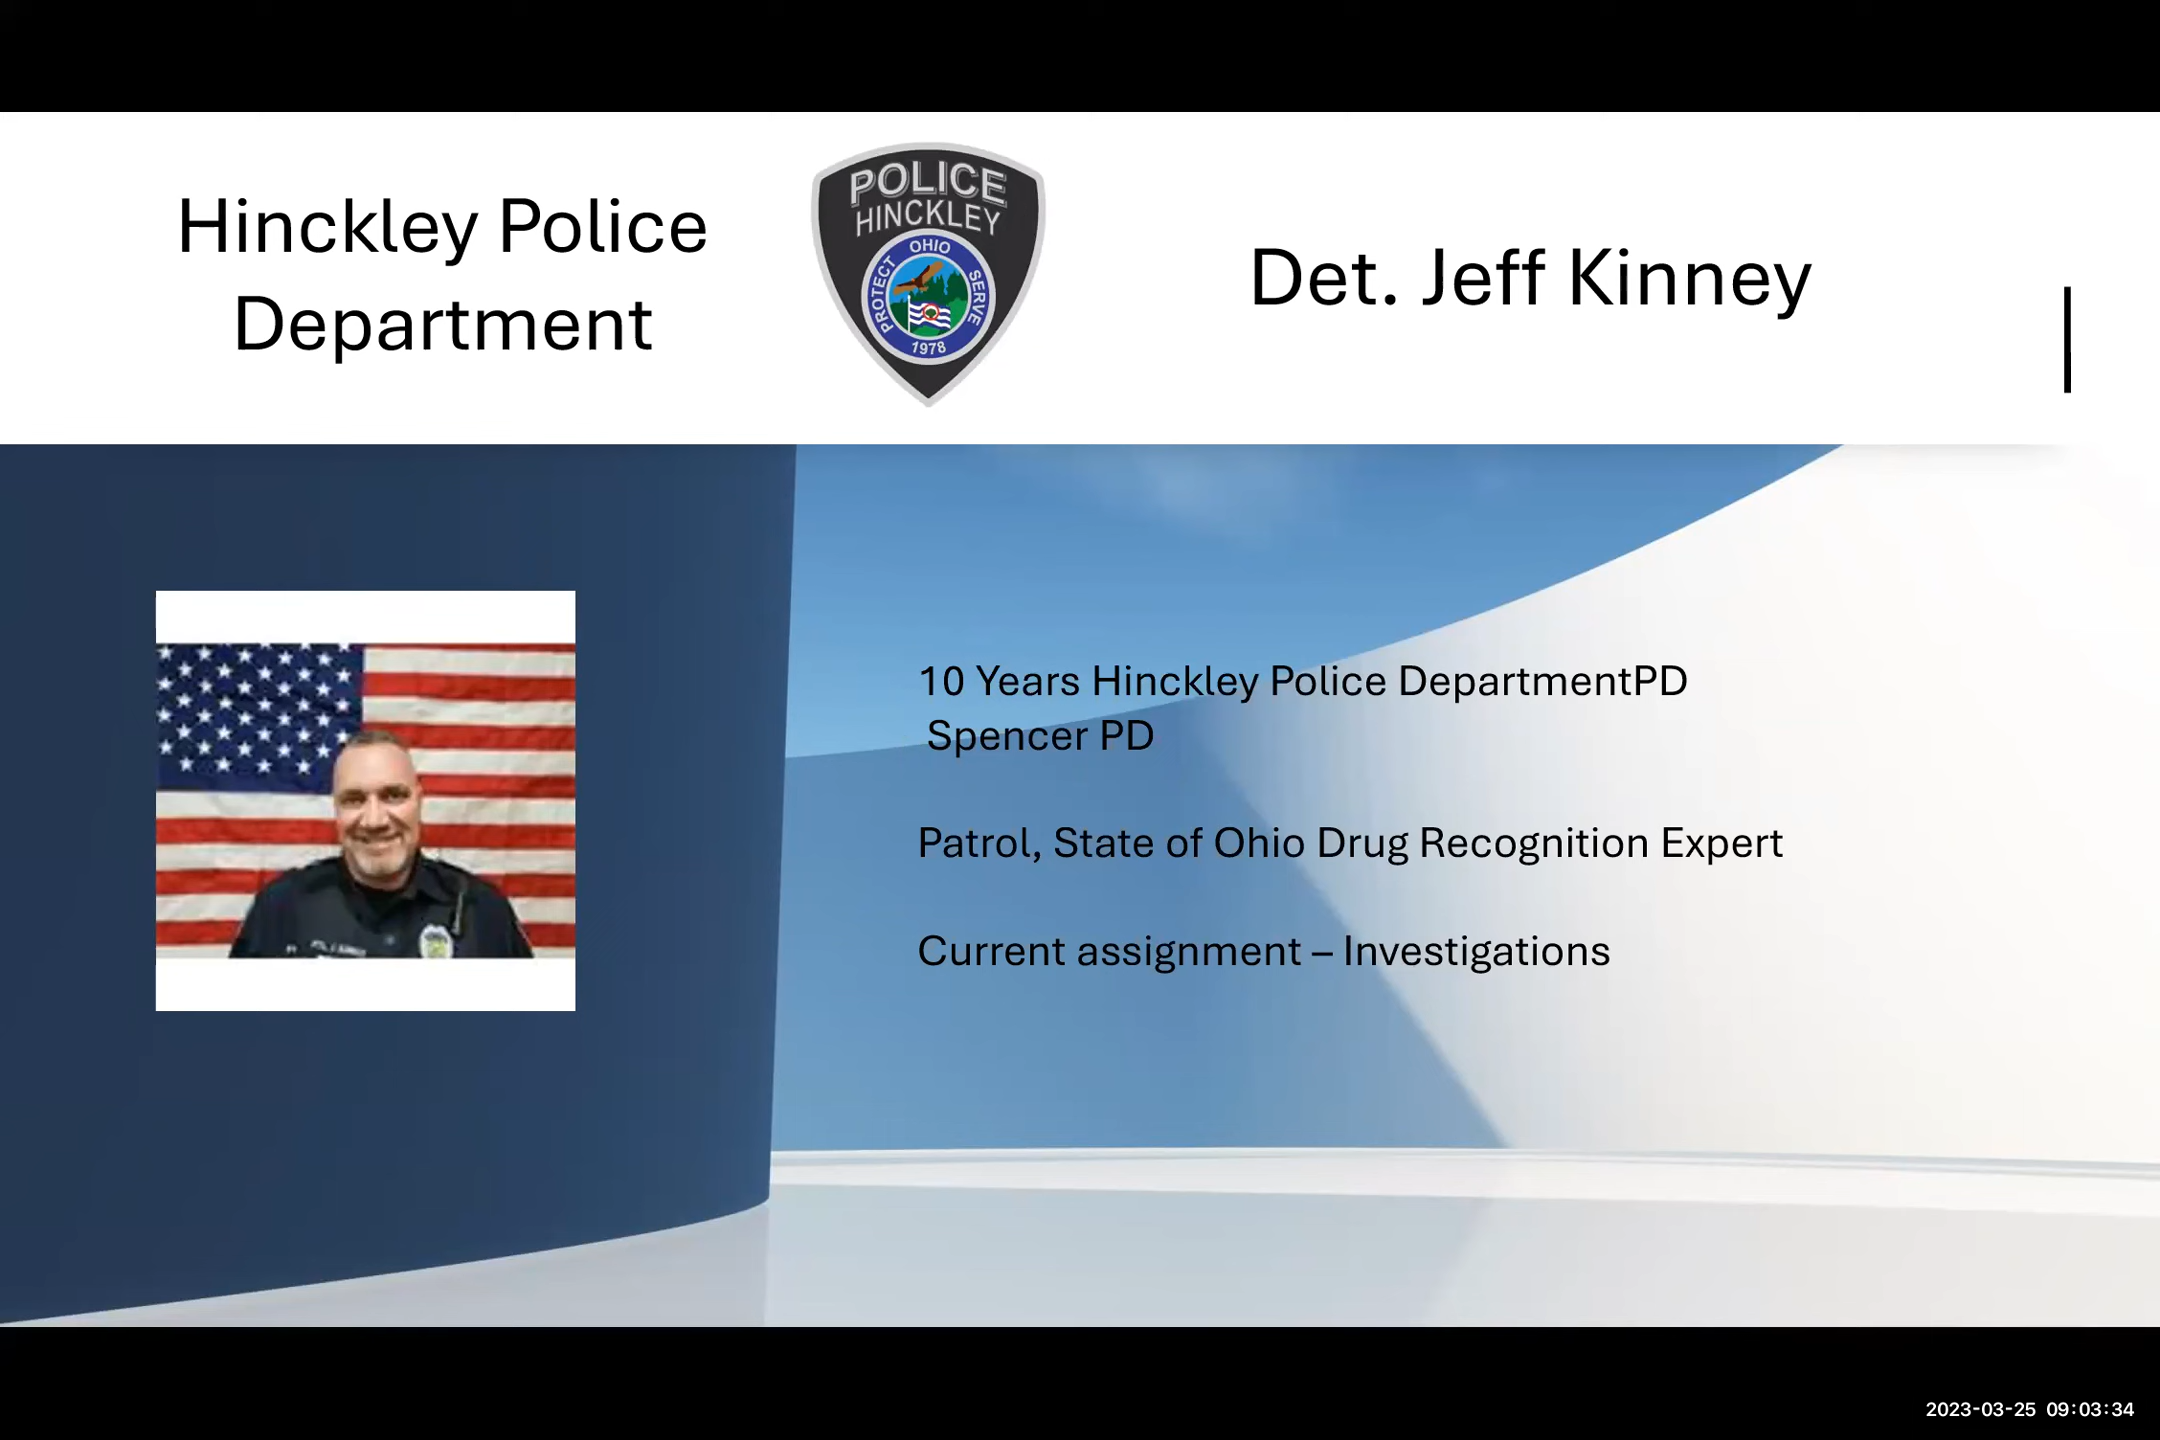 Hinckley Police
Department
POLICE
HINCKLEY
OHIO
PROTECT
SERVE
1978
Det. Jeff Kinney
10 Years Hinckley Police DepartmentPD
Spencer PD
Patrol, State of Ohio Drug Recognition Expert
Current assignment – Investigations
2023-03-25 09:03:34